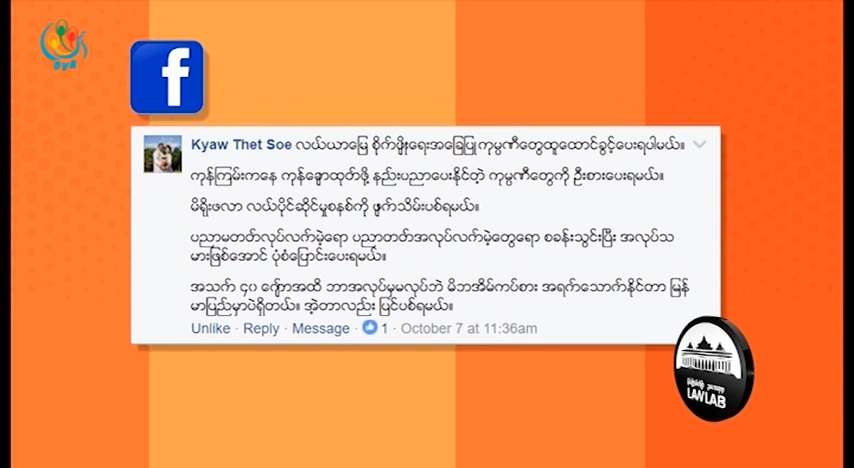 DVB
Kyaw Thet Soe လယ်ယာမြေ စိုက်ဖျိုးရေးအခြေပြု ကုမ္ပဏီတွေထူထောင်ခွင့်ပေးရပါမယ်။
ကုန်ကြမ်းကနေ ကုန်ချောထုတ်ဖို့ နည်းပညာပေးနိုင်တဲ့ ကုမ္ပဏီတွေကို ဦးစားပေးရမယ်။
မိရိုးဖလာ လယ်ပိုင်ဆိုင်မှုစနစ်ကို ဖျက်သိမ်းပစ်ရမယ်။
ပညာမတတ်လုပ်လက်မဲ့ရော ပညာတတ်အလုပ်လက်မဲ့တွေရော စခန်းသွင်းပြီး အလုပ်သ
မားဖြစ်အောင် ပုံစံပြောင်းပေးရမယ်။
အသက် ၄၀ ကျော်အထိ ဘာအလုပ်မှမလုပ်ဘဲ မိဘအိမ်ကပ်စား အရက်သောက်နိုင်တာ မြန်
မာပြည်မှာပဲရှိတယ်။ အဲ့တာလည်း ပြင်ပစ်ရမယ်။
Unlike · Reply · Message · 1 · October 7 at 11:36am
LAWLAB